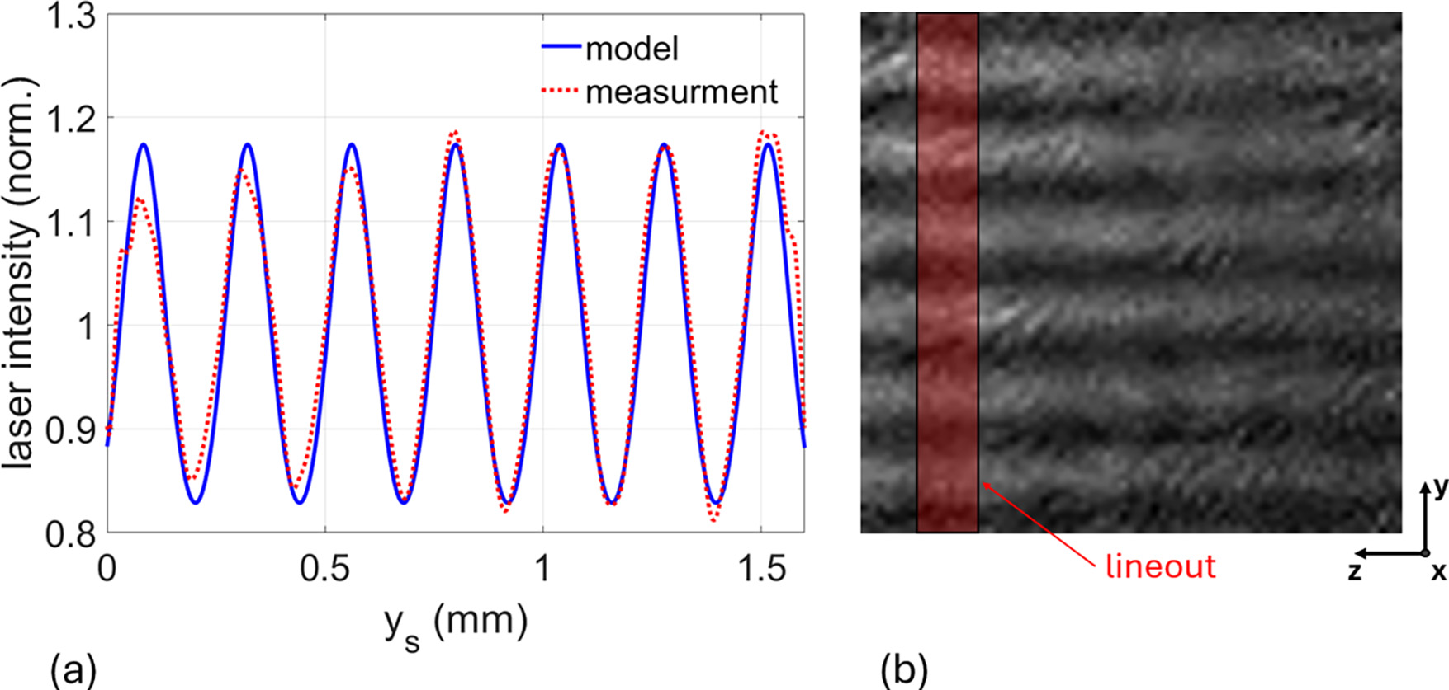 1.3
1.2
1.1
1
0.9
0.8
laser intensity (norm.)
model
measurment
0
0.5
1
1.5
y_s (mm)
(a)
lineout
y
z
x
(b)